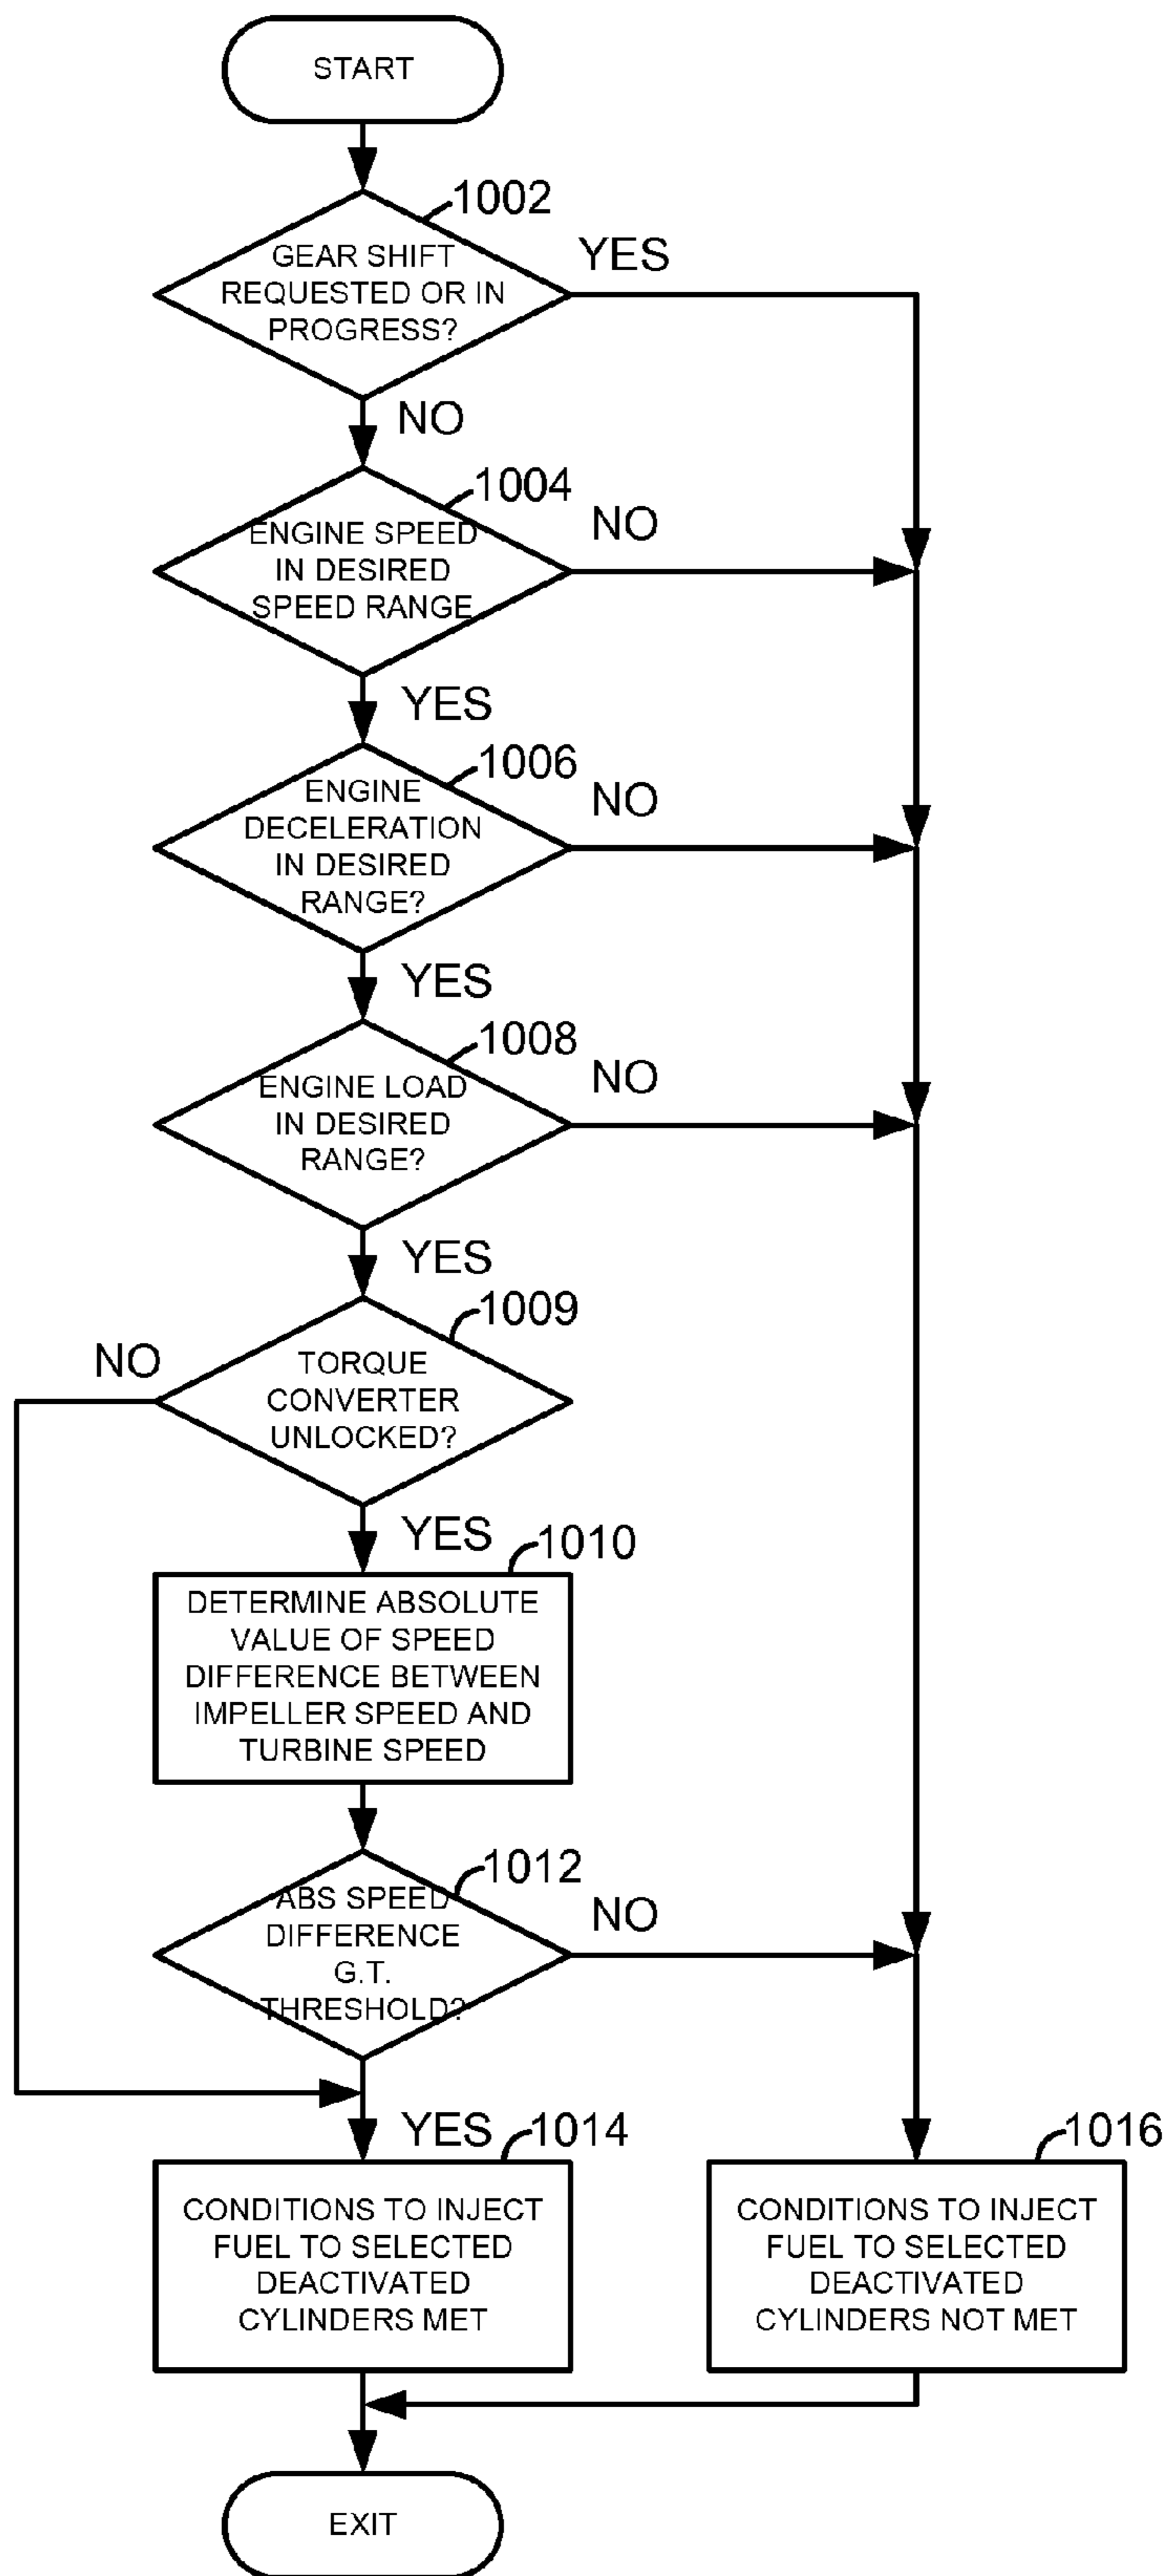 START
1002
GEAR SHIFT
REQUESTED OR IN
PROGRESS?
YES
NO
1004
ENGINE SPEED
IN DESIRED
SPEED RANGE
NO
YES
1006
ENGINE
DECELERATION
IN DESIRED
RANGE?
NO
YES
1008
ENGINE LOAD
IN DESIRED
RANGE?
NO
YES
1009
TORQUE
CONVERTER
UNLOCKED?
NO
YES
1010
DETERMINE ABSOLUTE
VALUE OF SPEED
DIFFERENCE BETWEEN
IMPELLER SPEED AND
TURBINE SPEED
1012
ABS SPEED
DIFFERENCE
G.T.
THRESHOLD?
NO
YES
1014
CONDITIONS TO INJECT
FUEL TO SELECTED
DEACTIVATED
CYLINDERS MET
1016
CONDITIONS TO INJECT
FUEL TO SELECTED
DEACTIVATED
CYLINDERS NOT MET
EXIT